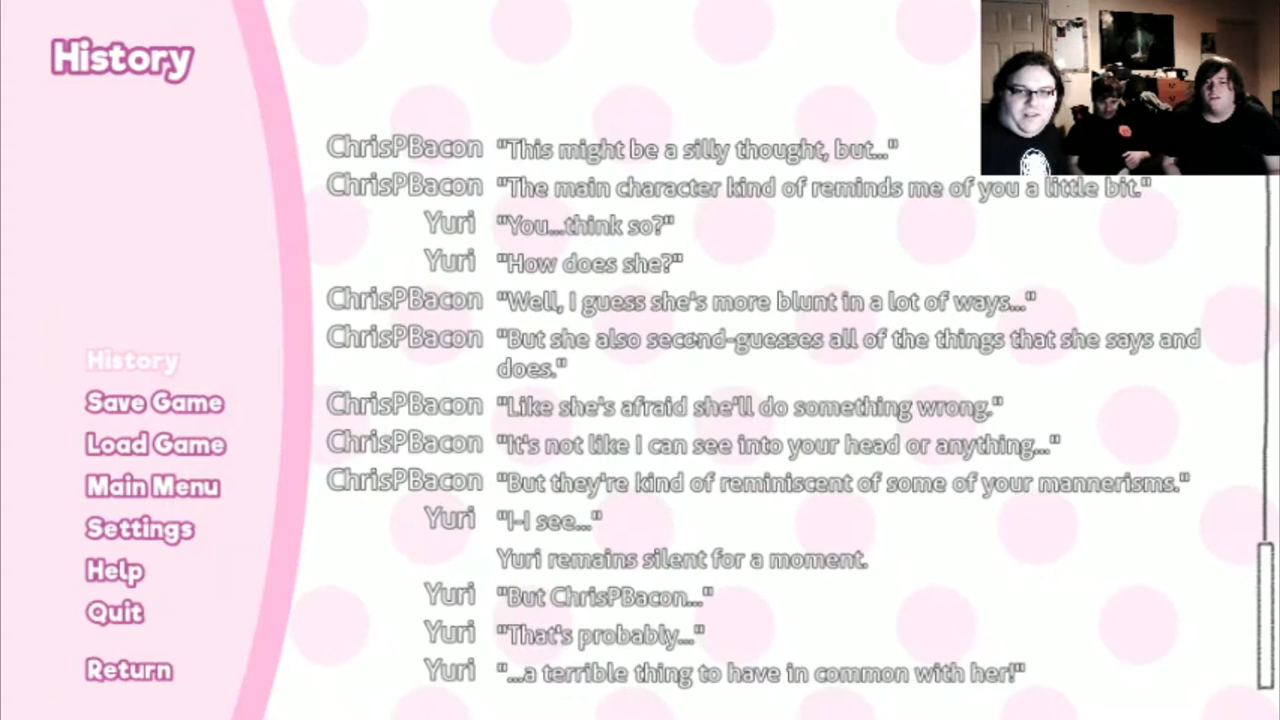 History
ChrisPBacon "This might be a silly thought, but..."
ChrisPBacon "The main character kind of reminds me of you a little bit."
Yuri "You...think so?"
Yuri "How does she?"
ChrisPBacon "Well, I guess she's more blunt in a lot of ways..."
ChrisPBacon "But she also second-guesses all of the things that she says and
does."
ChrisPBacon "Like she's afraid she'll do something wrong."
ChrisPBacon "It's not like I can see into your head or anything..."
ChrisPBacon "But they're kind of reminiscent of some of your mannerisms."
Yuri "I-I see..."
Yuri remains silent for a moment.
Yuri "But ChrisPBacon..."
Yuri "That's probably..."
Yuri "...a terrible thing to have in common with her!"
History
Save Game
Load Game
Main Menu
Settings
Help
Quit
Return